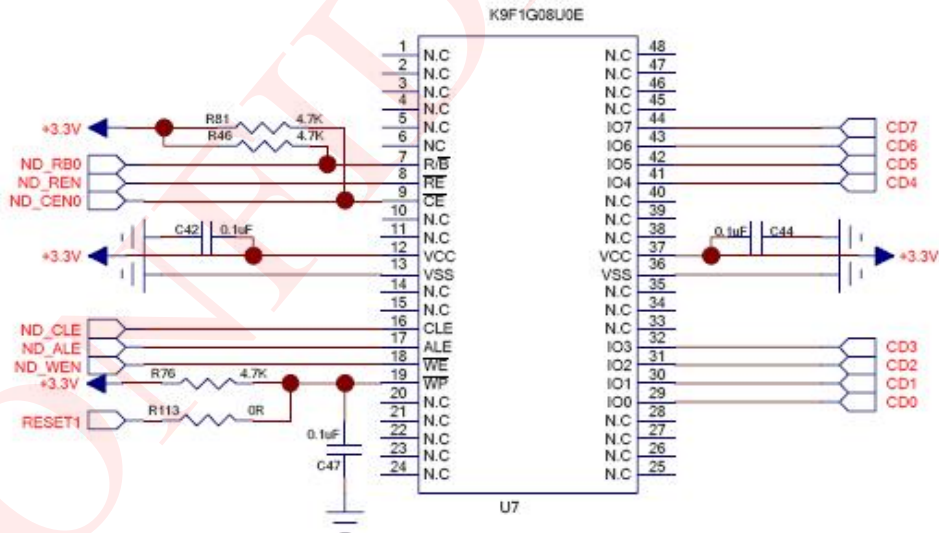 K9F1G08U0E
1 N.C N.C 48
2 N.C N.C 47
3 N.C N.C 46
4 N.C N.C 45
R81 4.7K 5 N.C IO7 44 CD7
+3.3V R46 4.7K 6 NC IO6 43 CD6
ND_RB0 7 R/B IO5 42 CD5
ND_REN 8 RE IO4 41 CD4
ND_CEN0 9 CE N.C 40
10 N.C N.C 39
C42 0.1uF 11 N.C N.C 38 0.1uF C44
+3.3V 12 VCC VCC 37 +3.3V
13 VSS VSS 36
14 N.C N.C 35
15 N.C N.C 34
ND_CLE 16 CLE N.C 33
ND_ALE 17 ALE IO3 32 CD3
ND_WEN 18 WE IO2 31 CD2
+3.3V R76 4.7K 19 WP IO1 30 CD1
20 N.C IO0 29 CD0
RESET1 R113 0R 21 N.C N.C 28
0.1uF 22 N.C N.C 27
C47 23 N.C N.C 26
24 N.C N.C 25
U7